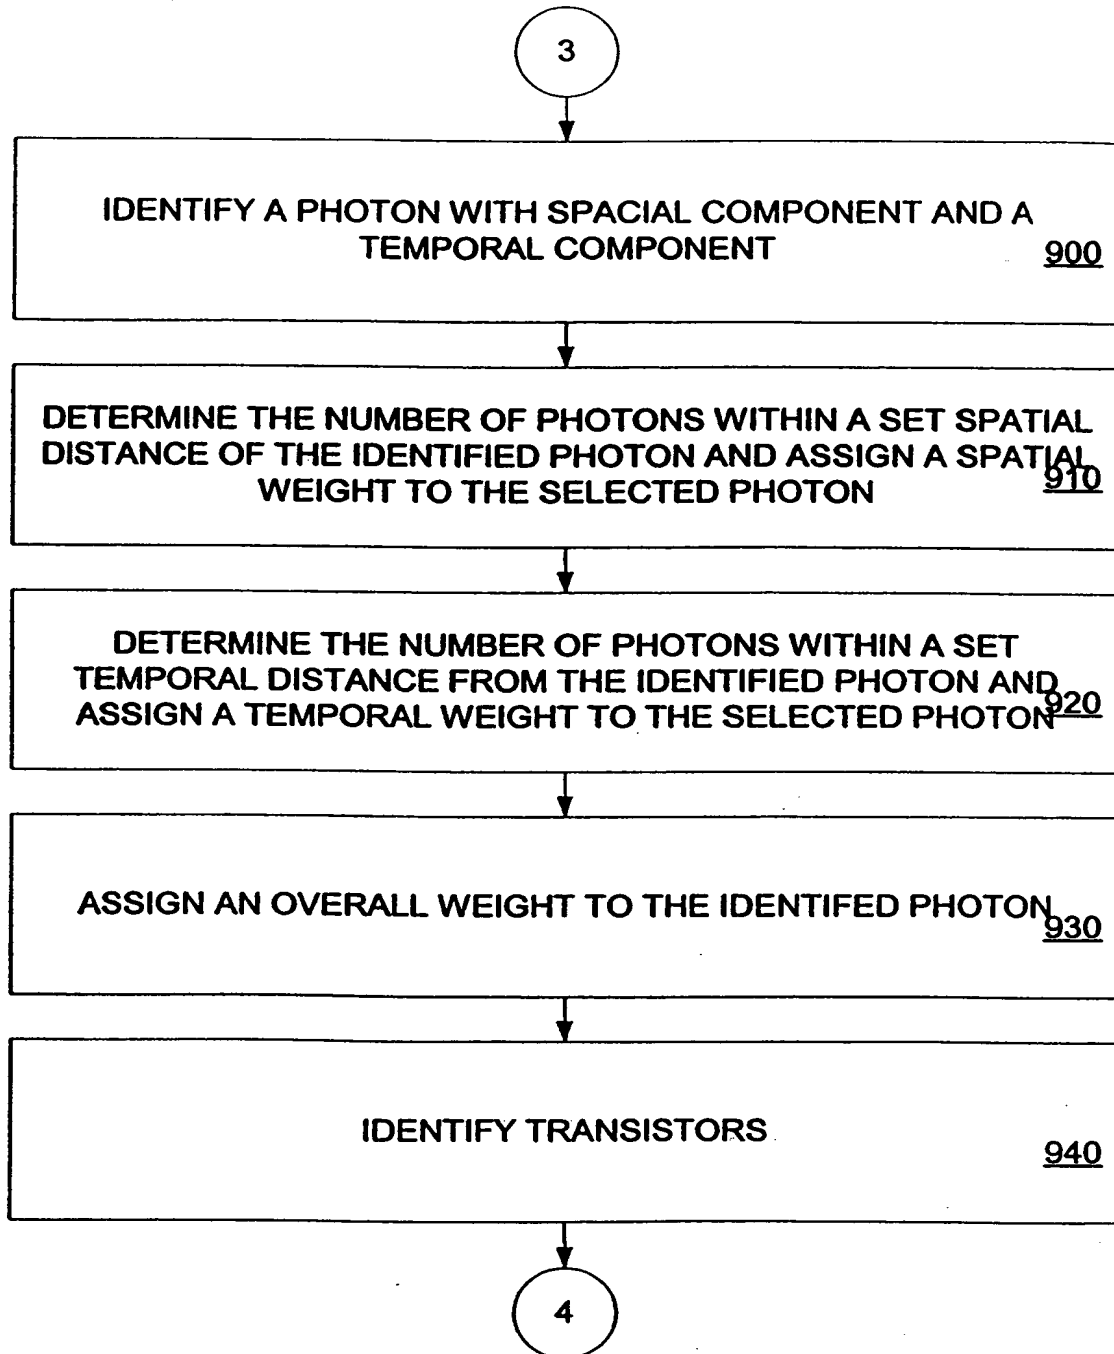 3
IDENTIFY A PHOTON WITH SPACIAL COMPONENT AND A
TEMPORAL COMPONENT
900
DETERMINE THE NUMBER OF PHOTONS WITHIN A SET SPATIAL
DISTANCE OF THE IDENTIFIED PHOTON AND ASSIGN A SPATIAL
WEIGHT TO THE SELECTED PHOTON
910
DETERMINE THE NUMBER OF PHOTONS WITHIN A SET
TEMPORAL DISTANCE FROM THE IDENTIFIED PHOTON AND
ASSIGN A TEMPORAL WEIGHT TO THE SELECTED PHOTON
920
ASSIGN AN OVERALL WEIGHT TO THE IDENTIFED PHOTON
930
IDENTIFY TRANSISTORS
940
4